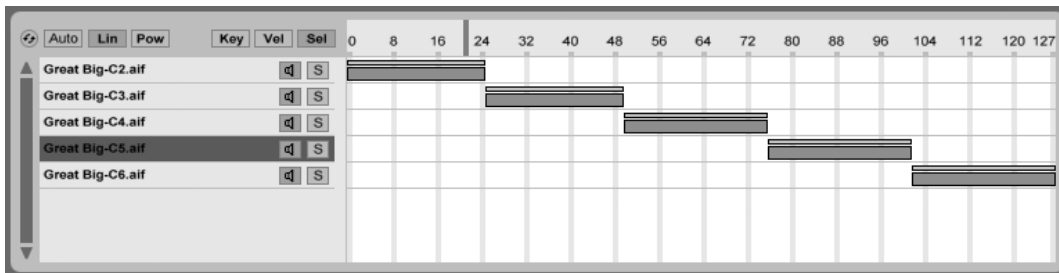 Auto Lin Pow Key Vel Sel 0 8 16 24 32 40 48 56 64 72 80 88 96 104 112 120 127
Great Big-C2.aif S
Great Big-C3.aif S
Great Big-C4.aif S
Great Big-C5.aif S
Great Big-C6.aif S